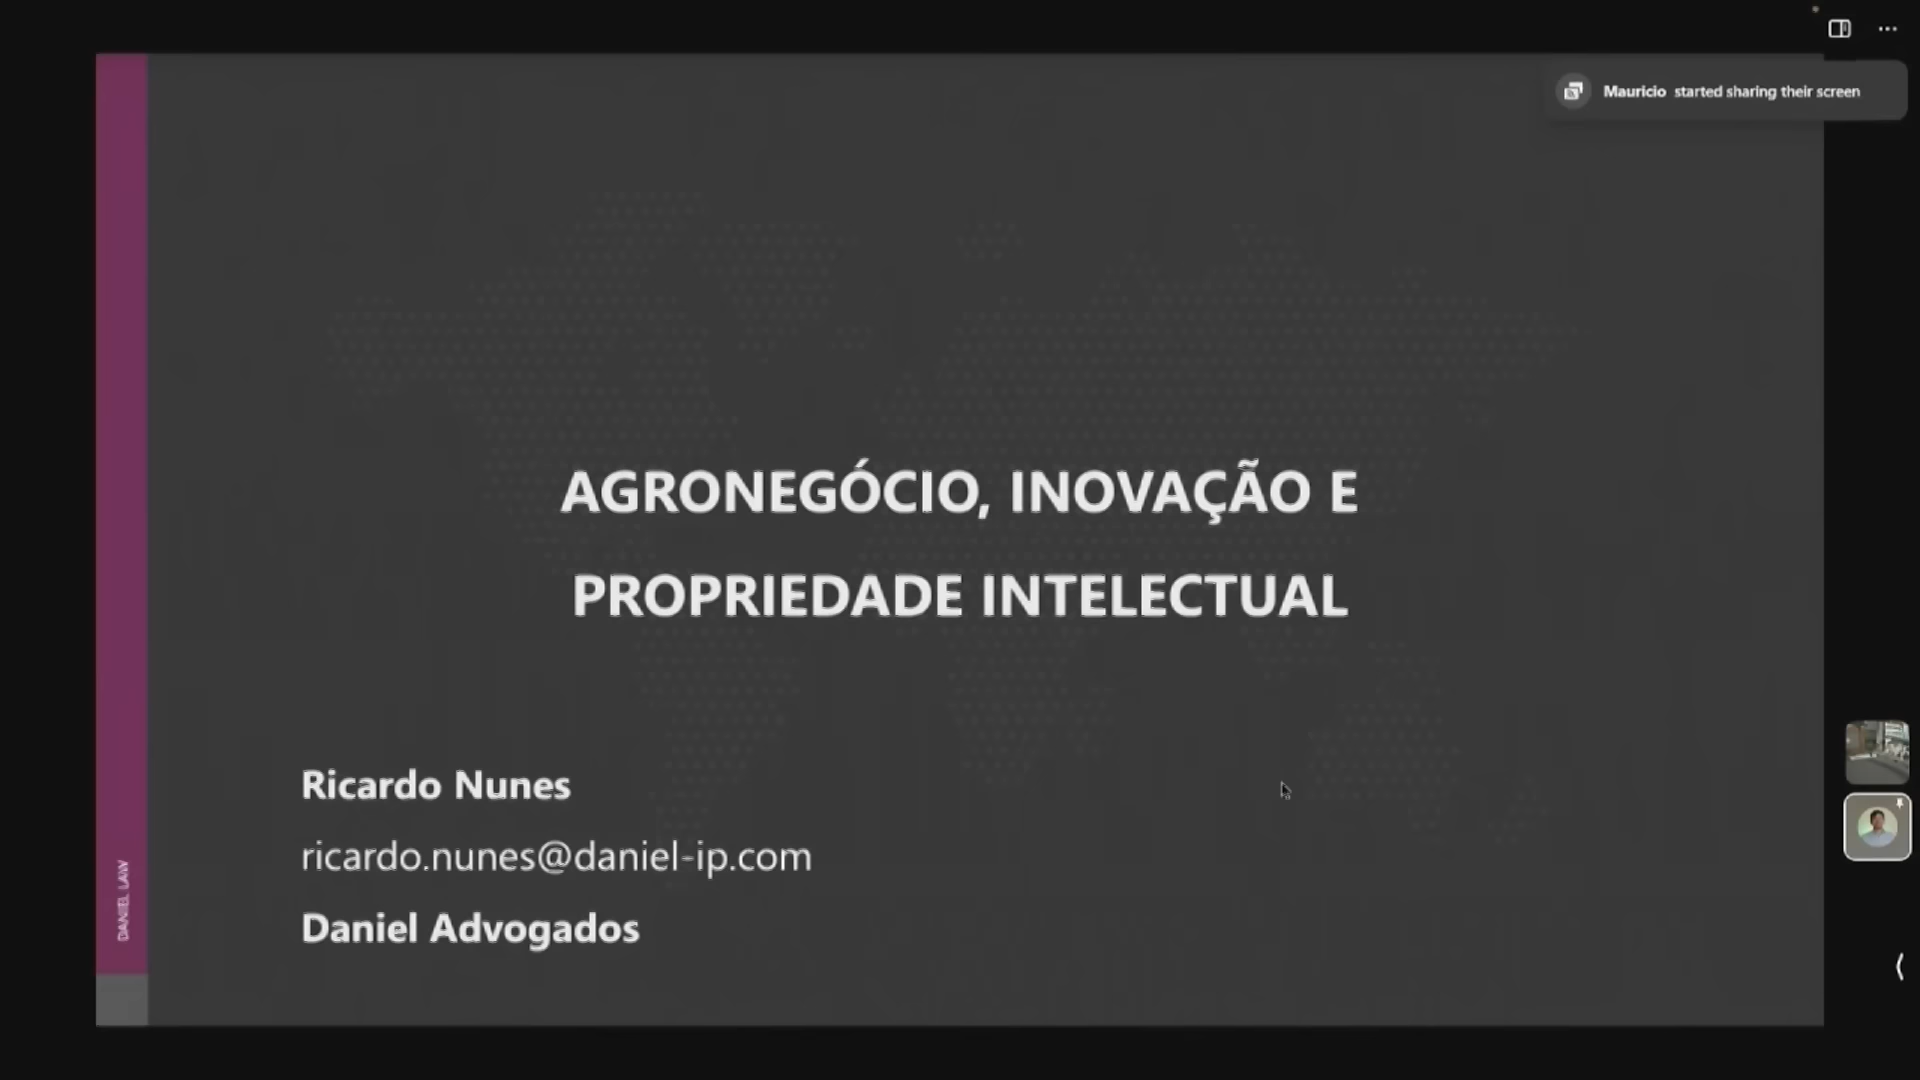 Mauricio started sharing their screen
AGRONEGÓCIO, INOVAÇÃO E
PROPRIEDADE INTELECTUAL
Ricardo Nunes
ricardo.nunes@daniel-ip.com
Daniel Advogados
DANIEL LAW